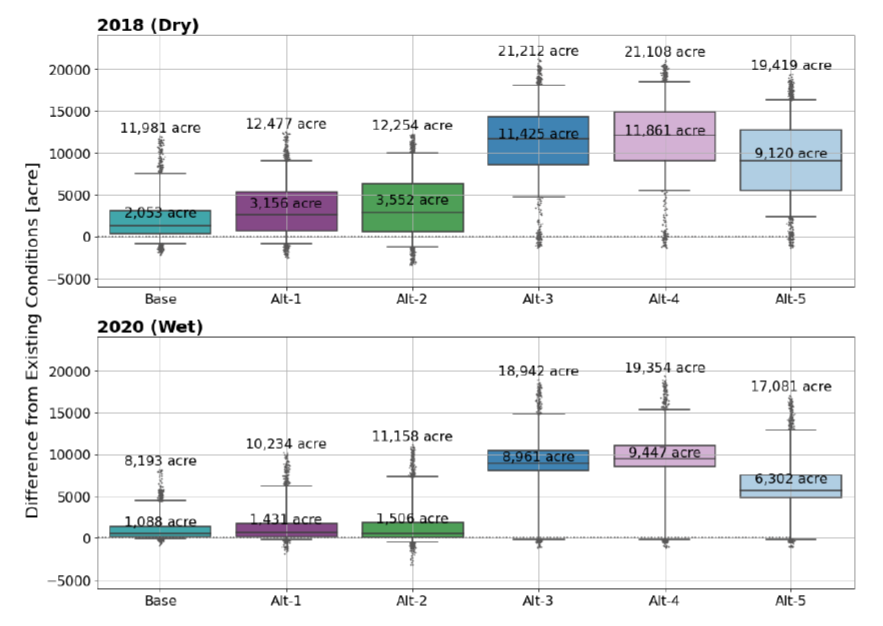 2018 (Dry)
21,212 acre
21,108 acre
19,419 acre
20000
15000
11,981 acre
12,477 acre
12,254 acre
11,425 acre
11,861 acre
10000
9,120 acre
5000
2,053 acre
3,156 acre
3,552 acre
0
−5000
Base
Alt-1
Alt-2
Alt-3
Alt-4
Alt-5
Difference from Existing Conditions [acre]
2020 (Wet)
20000
18,942 acre
19,354 acre
17,081 acre
15000
8,193 acre
10,234 acre
11,158 acre
10000
8,961 acre
9,447 acre
6,302 acre
5000
1,088 acre
1,431 acre
1,506 acre
0
−5000
Base
Alt-1
Alt-2
Alt-3
Alt-4
Alt-5